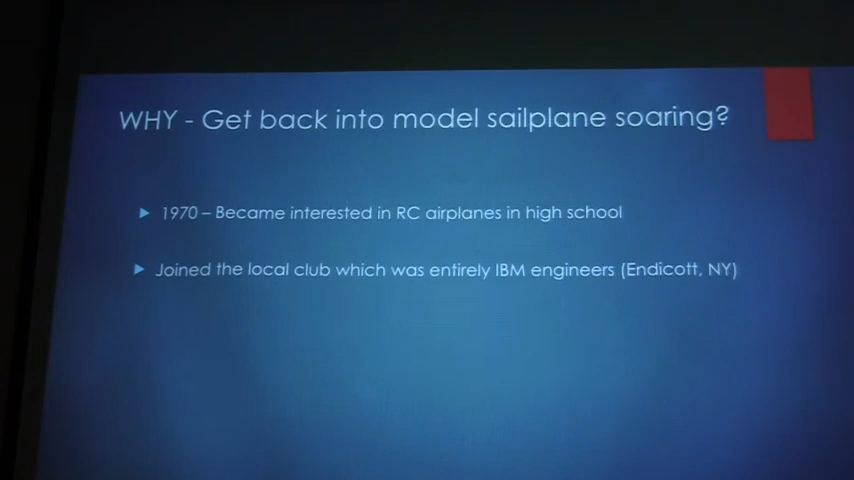 WHY - Get back into model sailplane soaring?
1970 – Became interested in RC airplanes in high school
Joined the local club which was entirely IBM engineers (Endicott, NY)